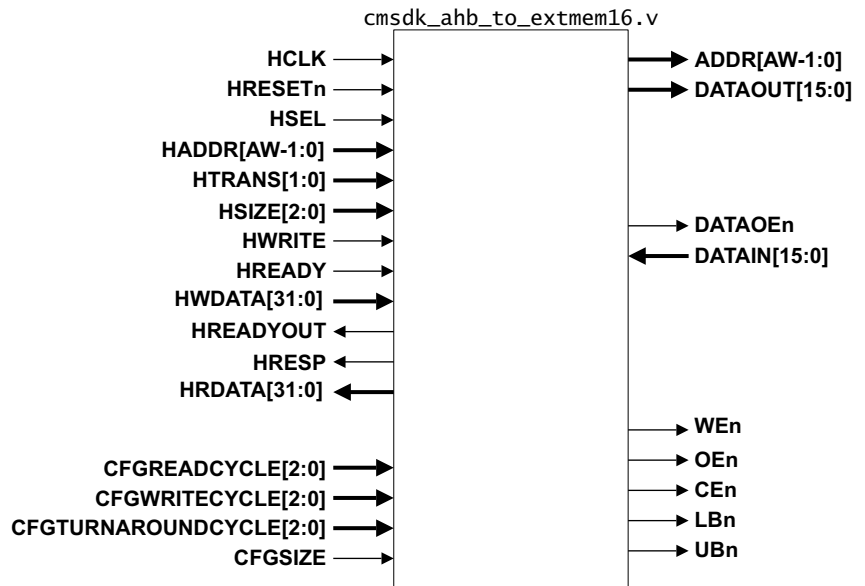 cmsdk_ahb_to_extmem16.v
HCLK
HRESETn
HSEL
HADDR[AW-1:0]
HTRANS[1:0]
HSIZE[2:0]
HWRITE
HREADY
HWDATA[31:0]
HREADYOUT
HRESP
HRDATA[31:0]
CFGREADCYCLE[2:0]
CFGWRITECYCLE[2:0]
CFGTURNAROUNDCYCLE[2:0]
CFGSIZE
ADDR[AW-1:0]
DATAOUT[15:0]
DATAOEn
DATAIN[15:0]
WEn
OEn
CEn
LBn
UBn